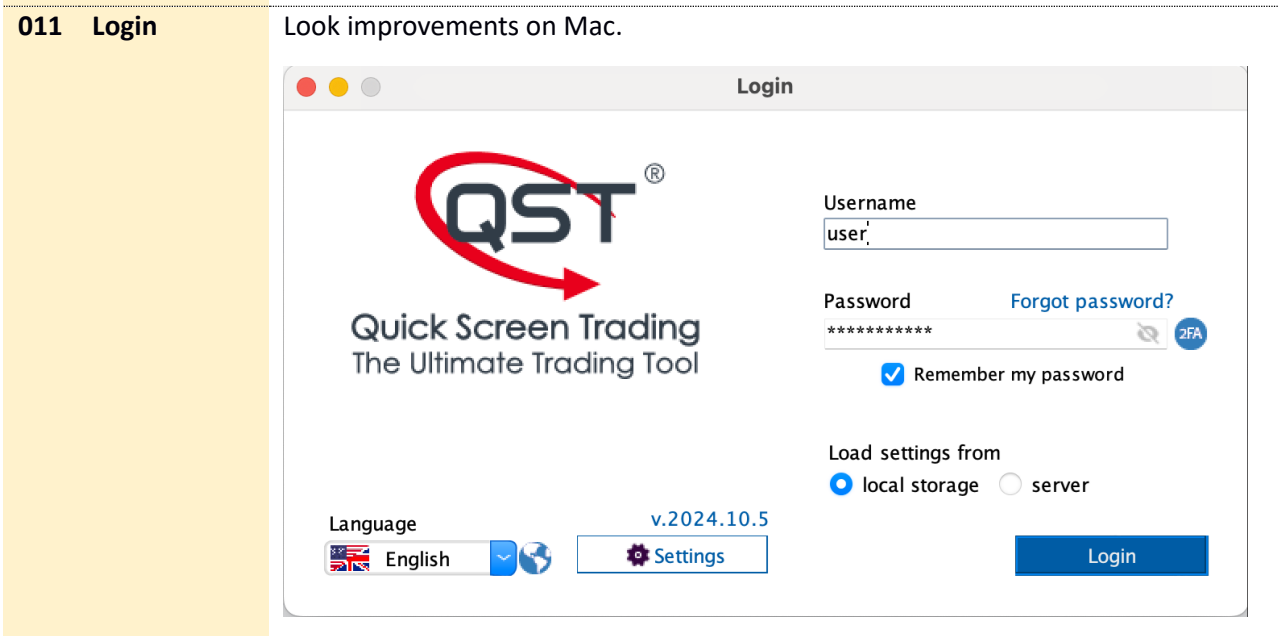 011 Login Look improvements on Mac.
Login
QST ®
Quick Screen Trading
The Ultimate Trading Tool
Username
user
Password Forgot password?
*********** 2FA
Remember my password
Load settings from
local storage server
Language v.2024.10.5
English Settings Login